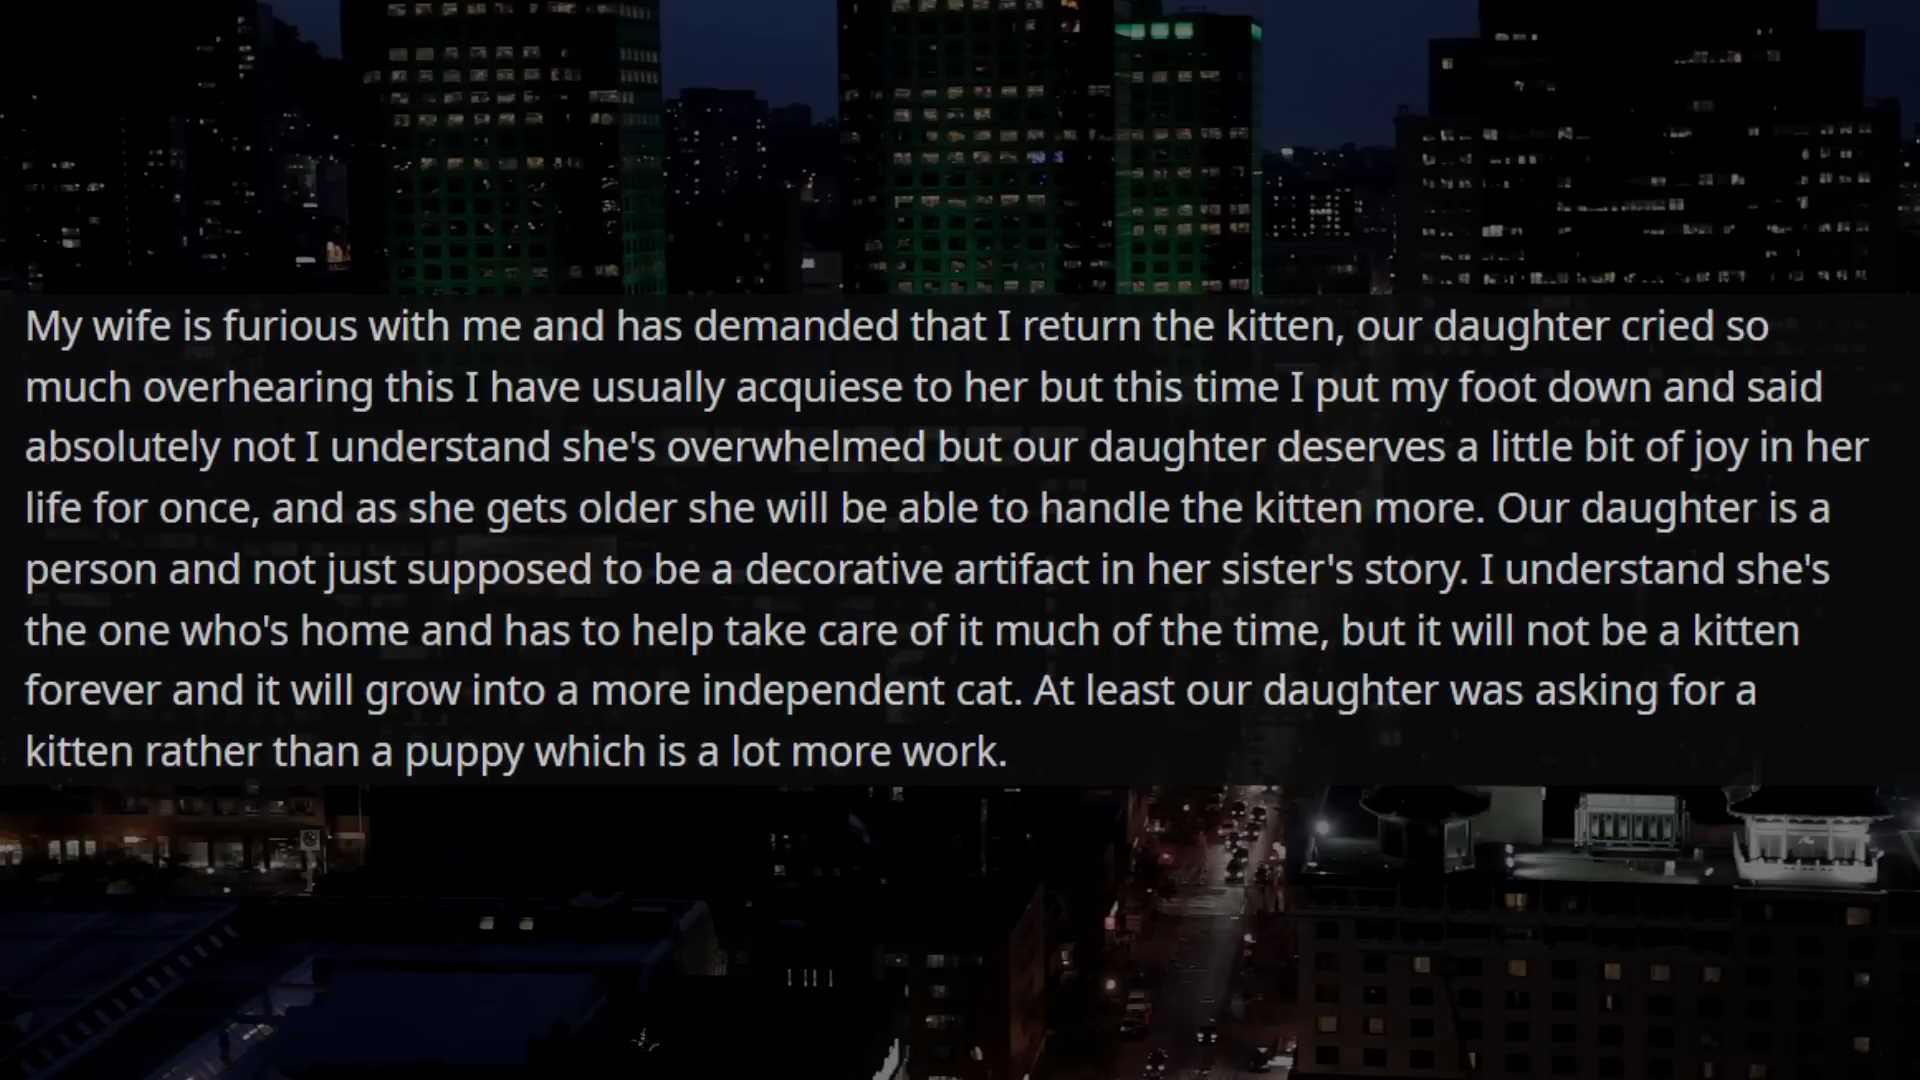 My wife is furious with me and has demanded that I return the kitten, our daughter cried so
much overhearing this I have usually acquiese to her but this time I put my foot down and said
absolutely not I understand she's overwhelmed but our daughter deserves a little bit of joy in her
life for once, and as she gets older she will be able to handle the kitten more. Our daughter is a
person and not just supposed to be a decorative artifact in her sister's story. I understand she's
the one who's home and has to help take care of it much of the time, but it will not be a kitten
forever and it will grow into a more independent cat. At least our daughter was asking for a
kitten rather than a puppy which is a lot more work.